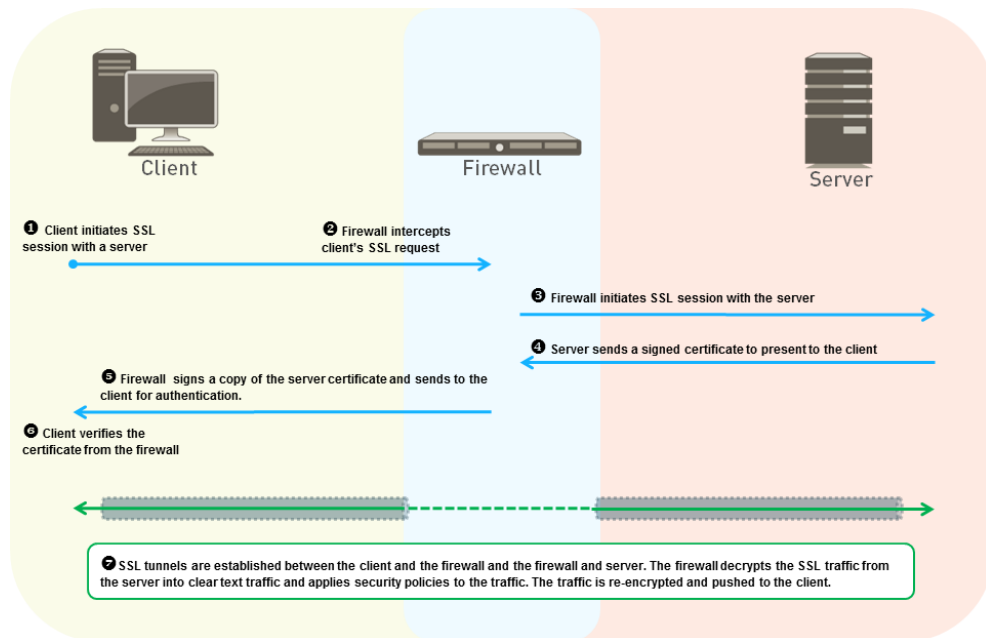 Client
Firewall
Server
❶ Client initiates SSL
session with a server
❷ Firewall intercepts
client's SSL request
❸ Firewall initiates SSL session with the server
❹ Server sends a signed certificate to present to the client
❺ Firewall signs a copy of the server certificate and sends to the
client for authentication.
❻ Client verifies the
certificate from the firewall
❼ SSL tunnels are established between the client and the firewall and the firewall and server. The firewall decrypts the SSL traffic from
the server into clear text traffic and applies security policies to the traffic. The traffic is re-encrypted and pushed to the client.